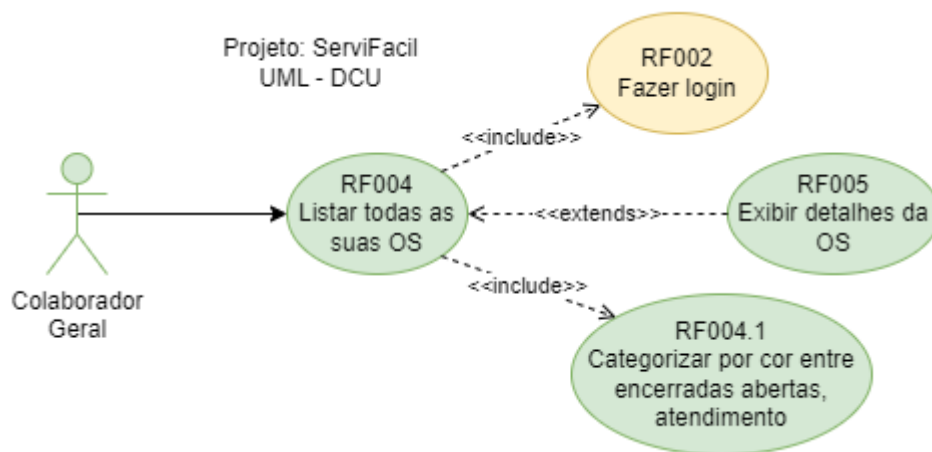 Projeto: ServiFacil
UML - DCU
RF002
Fazer login
<<include>>
RF004
Listar todas as
suas OS
<<extends>>
RF005
Exibir detalhes da
OS
<<include>>
Colaborador
Geral
RF004.1
Categorizar por cor entre
encerradas abertas,
atendimento